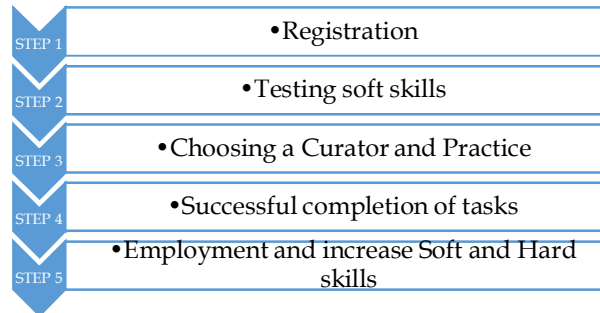 STEP 1
•Registration
STEP 2
•Testing soft skills
STEP 3
•Choosing a Curator and Practice
STEP 4
•Successful completion of tasks
STEP 5
•Employment and increase Soft and Hard
skills